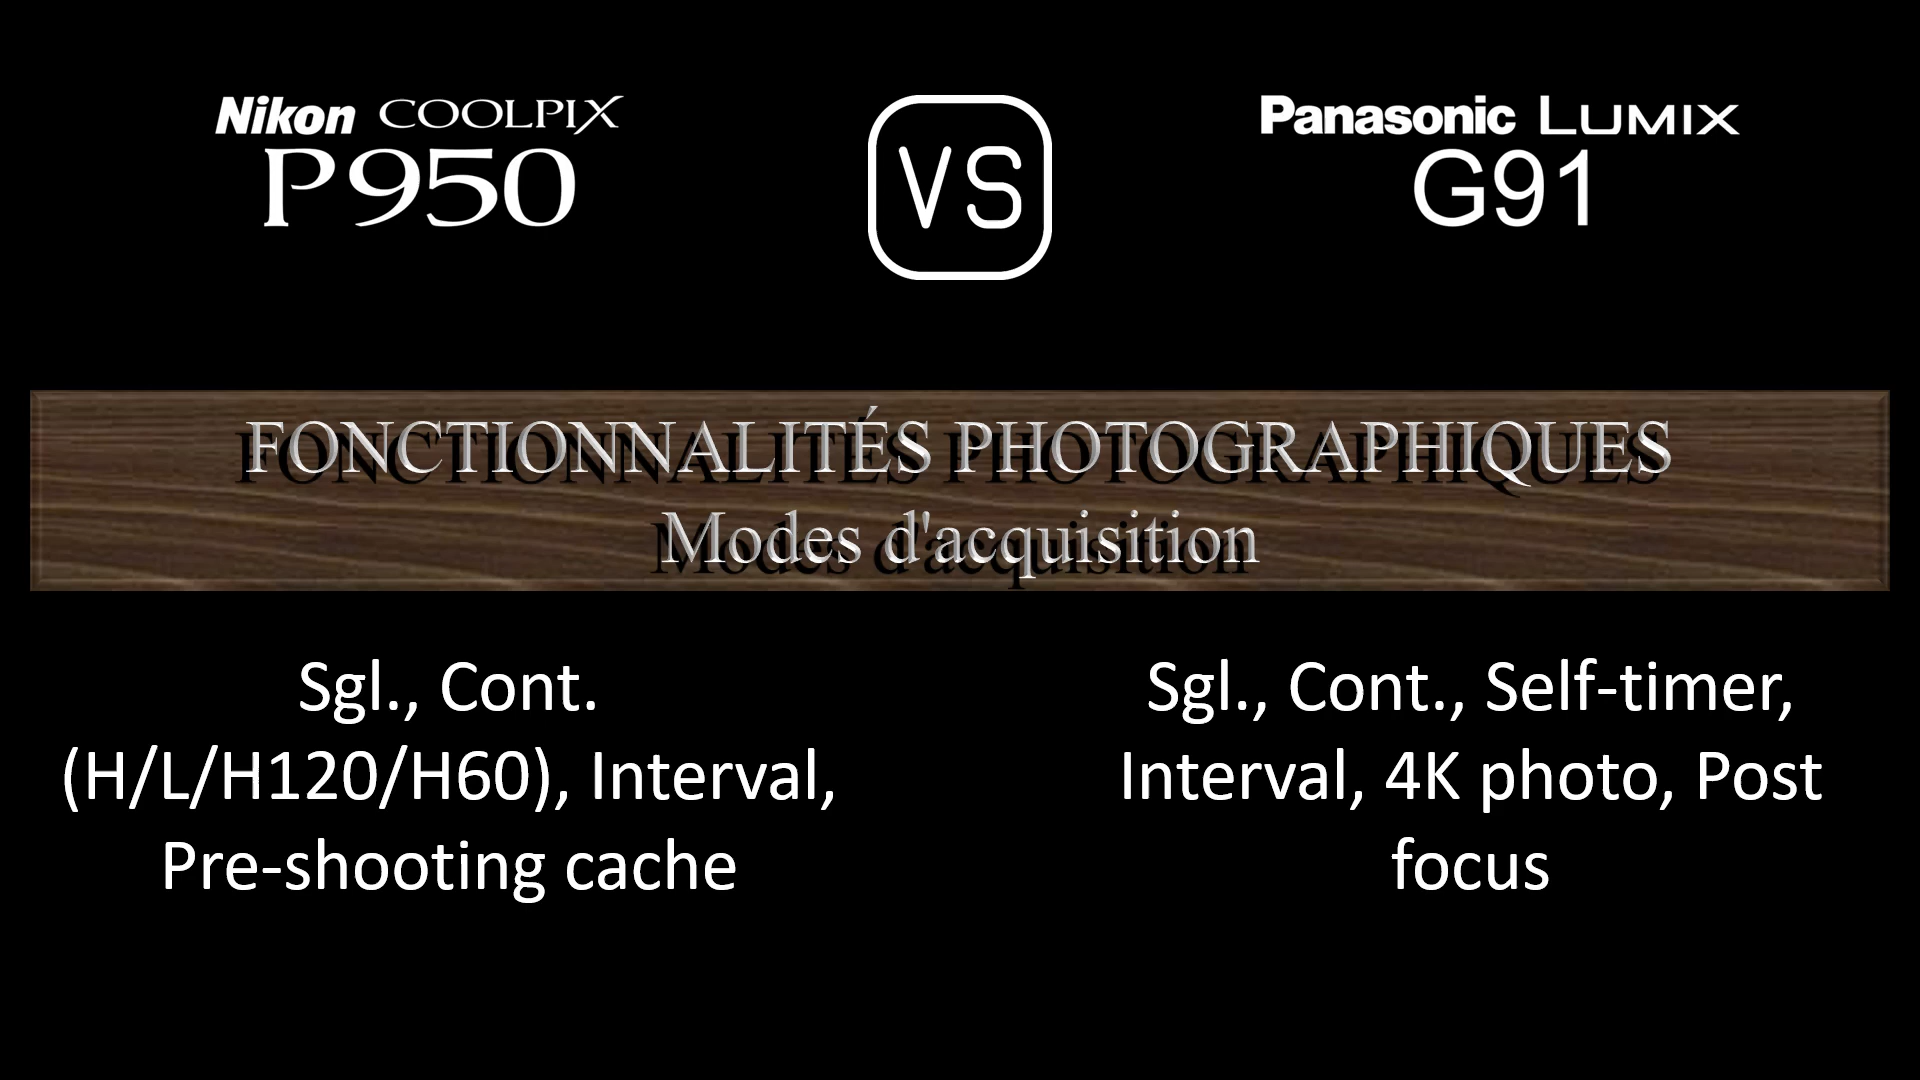 Nikon COOLPIX
P950
VS
Panasonic LUMIX
G91
FONCTIONNALITÉS PHOTOGRAPHIQUES
Modes d'acquisition
Sgl., Cont.
(H/L/H120/H60), Interval,
Pre-shooting cache
Sgl., Cont., Self-timer,
Interval, 4K photo, Post
focus